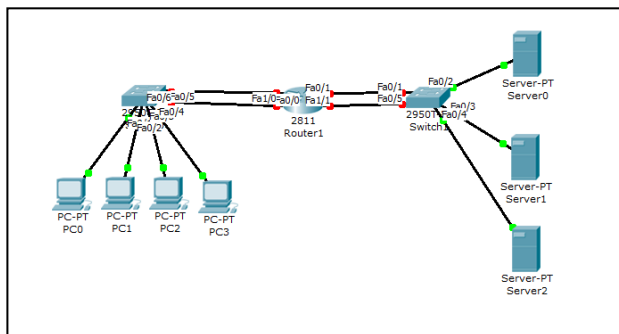 Fa0/6
Fa0/5
Fa0/4
Fa0/2
Fa1/0
Fa0/0
Fa0/1
Fa1/1
2811
Router1
Fa0/1
Fa0/5
Fa0/2
Fa0/3
Fa0/4
Switch1
Server-PT
Server0
Server-PT
Server1
Server-PT
Server2
PC-PT
PC0
PC-PT
PC1
PC-PT
PC2
PC-PT
PC3